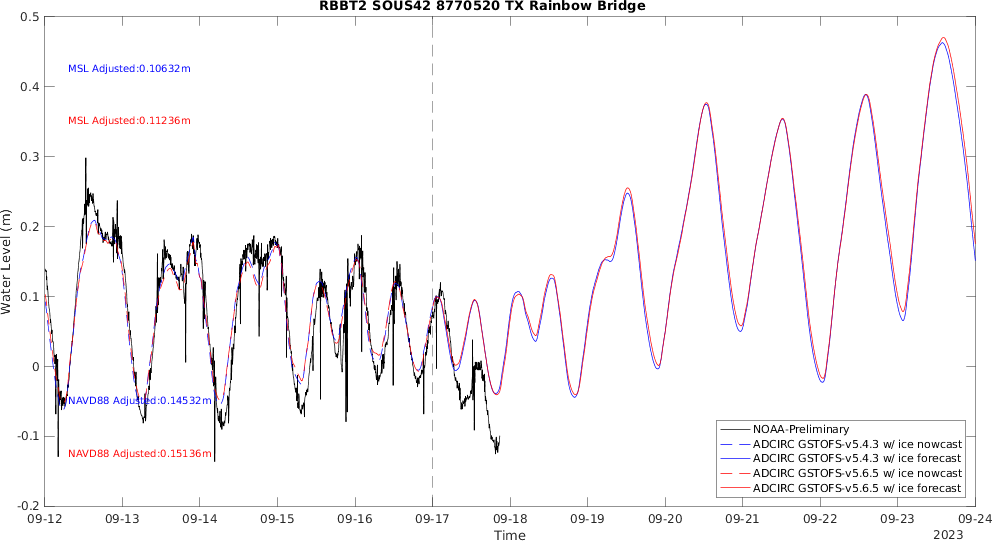 RBBT2 SOUS42 8770520 TX Rainbow Bridge
Water Level (m)
0.5
0.4
0.3
0.2
0.1
0
-0.1
-0.2
MSL Adjusted:0.10632m
MSL Adjusted:0.11236m
NAVD88 Adjusted:0.14532m
NAVD88 Adjusted:0.15136m
NOAA-Preliminary
ADCIRC GSTOFS-v5.4.3 w/ ice nowcast
ADCIRC GSTOFS-v5.4.3 w/ ice forecast
ADCIRC GSTOFS-v5.6.5 w/ ice nowcast
ADCIRC GSTOFS-v5.6.5 w/ ice forecast
09-12 09-13 09-14 09-15 09-16 09-17 09-18 09-19 09-20 09-21 09-22 09-23 09-24
Time
2023